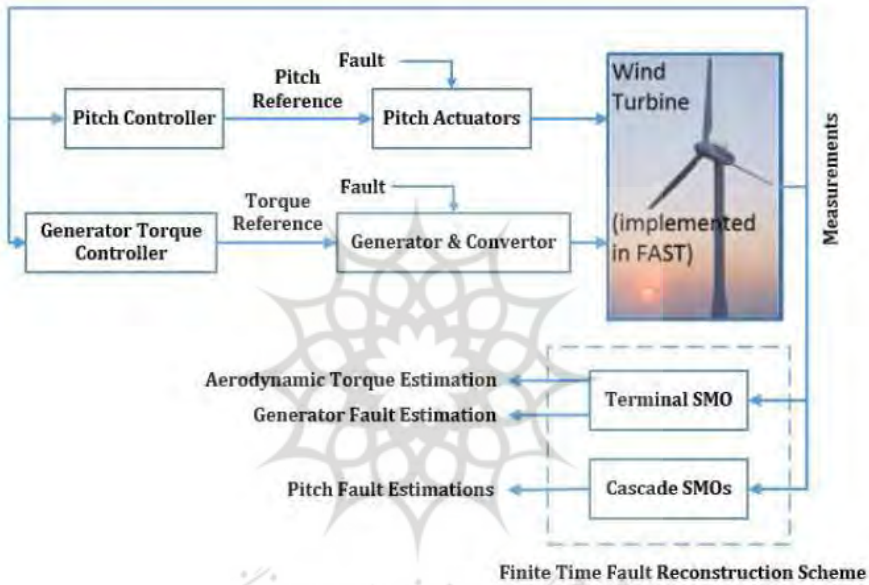 Fault
Pitch
Reference
Pitch Controller
Pitch Actuators
Wind
Turbine
(implemented
in FAST)
Measurements
Fault
Torque
Reference
Generator Torque
Controller
Generator & Convertor
Aerodynamic Torque Estimation
Generator Fault Estimation
Terminal SMO
Pitch Fault Estimations
Cascade SMOs
Finite Time Fault Reconstruction Scheme